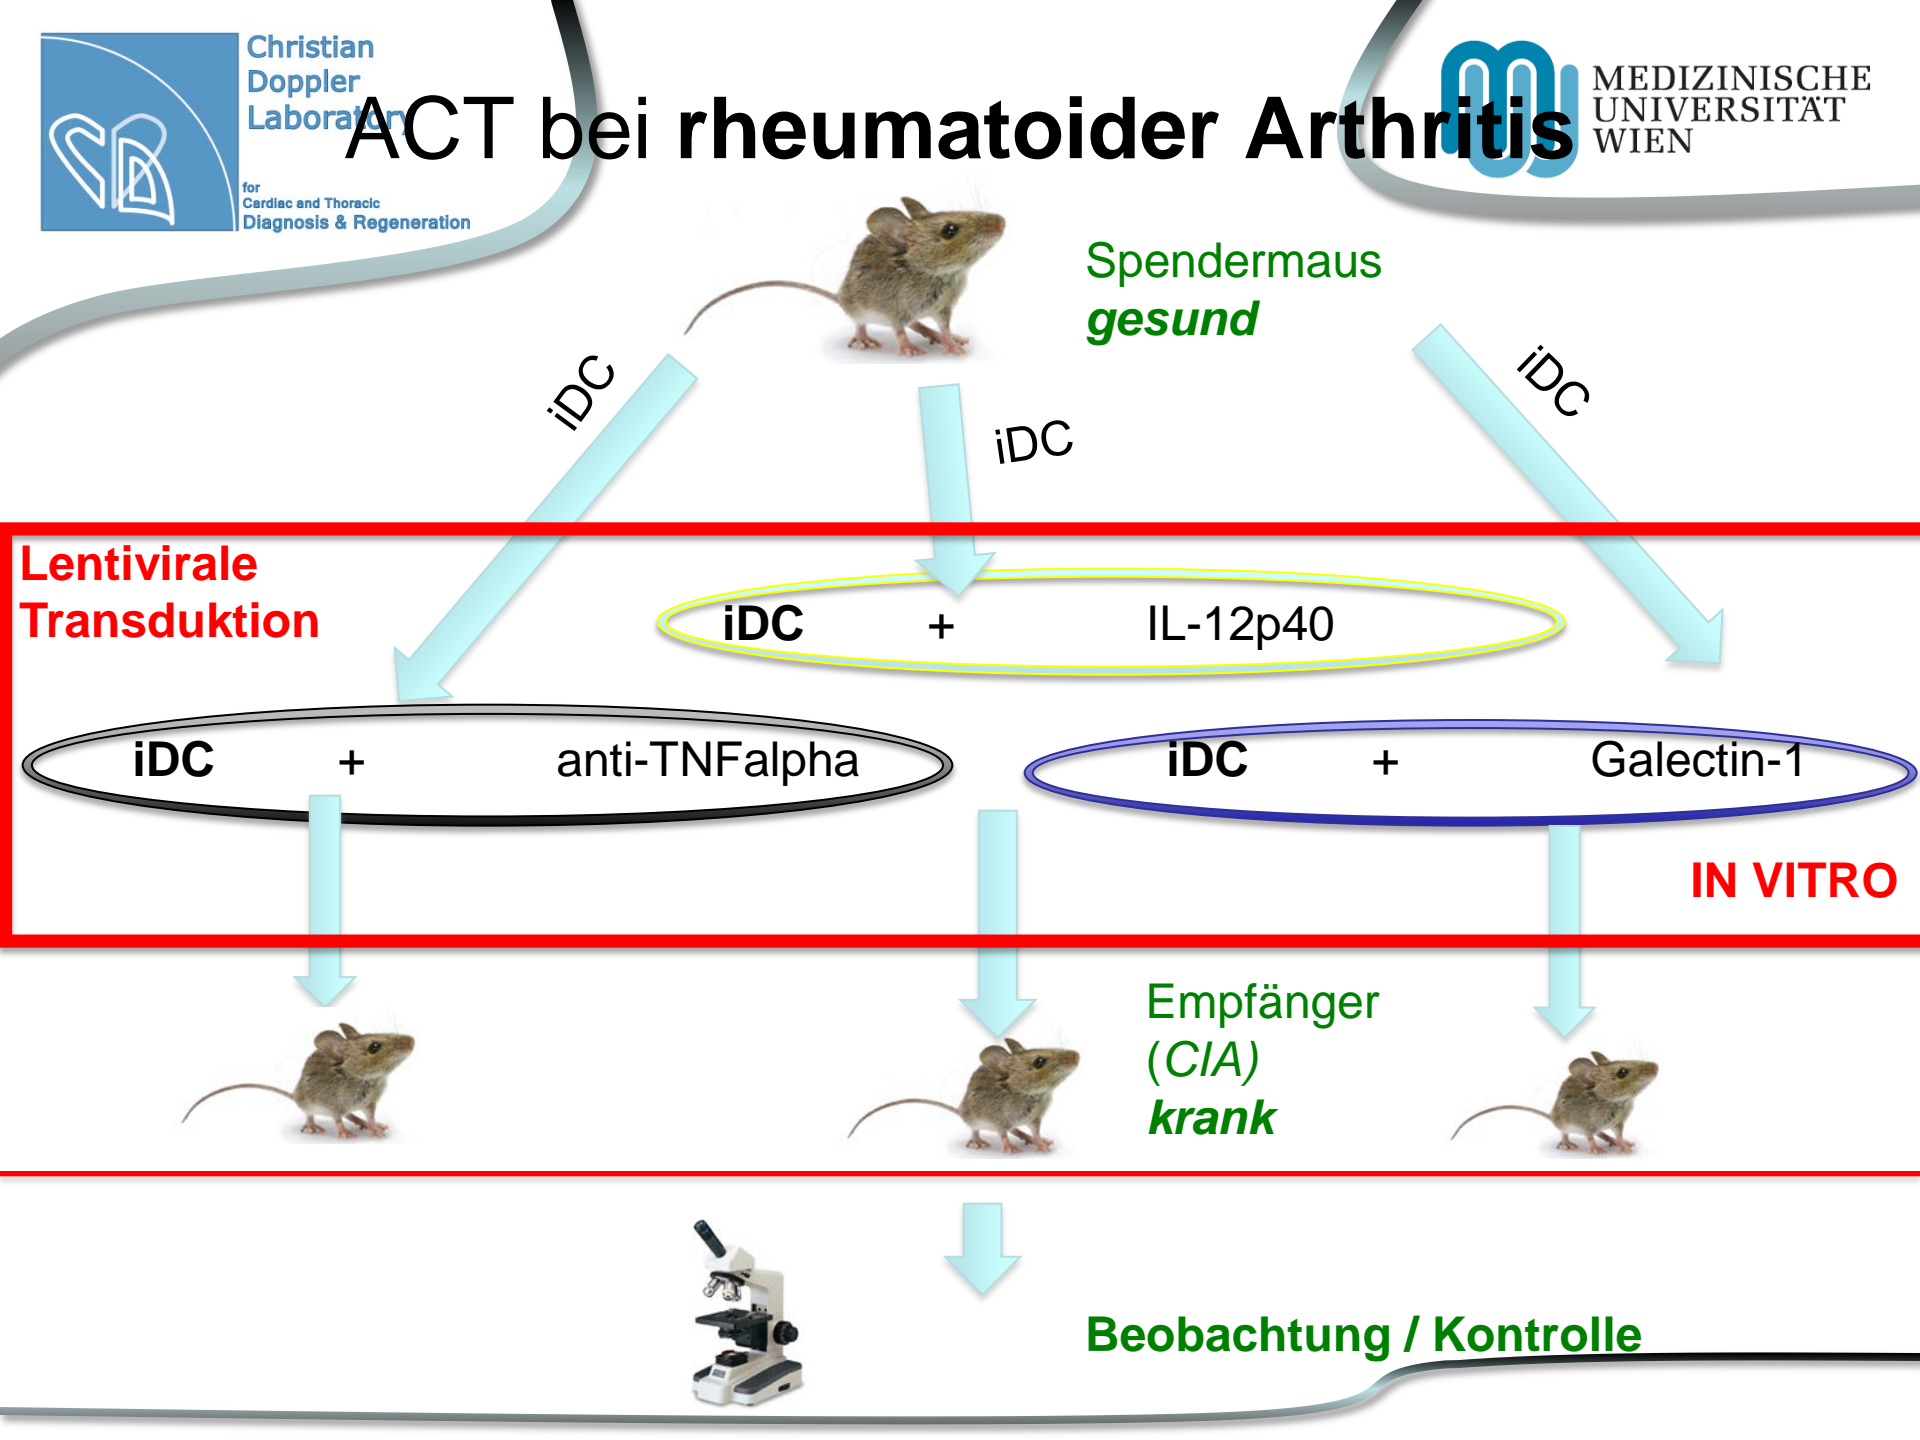 Christian
Doppler
Laboratory
for
Cardiac and Thoracic
Diagnosis & Regeneration
ACT bei rheumatoider Arthritis
MEDIZINISCHE
UNIVERSITÄT
WIEN
Spendermaus
gesund
iDC
iDC
iDC
Lentivirale
Transduktion
iDC + IL-12p40
iDC + anti-TNFalpha
iDC + Galectin-1
IN VITRO
Empfänger
(CIA)
krank
Beobachtung / Kontrolle